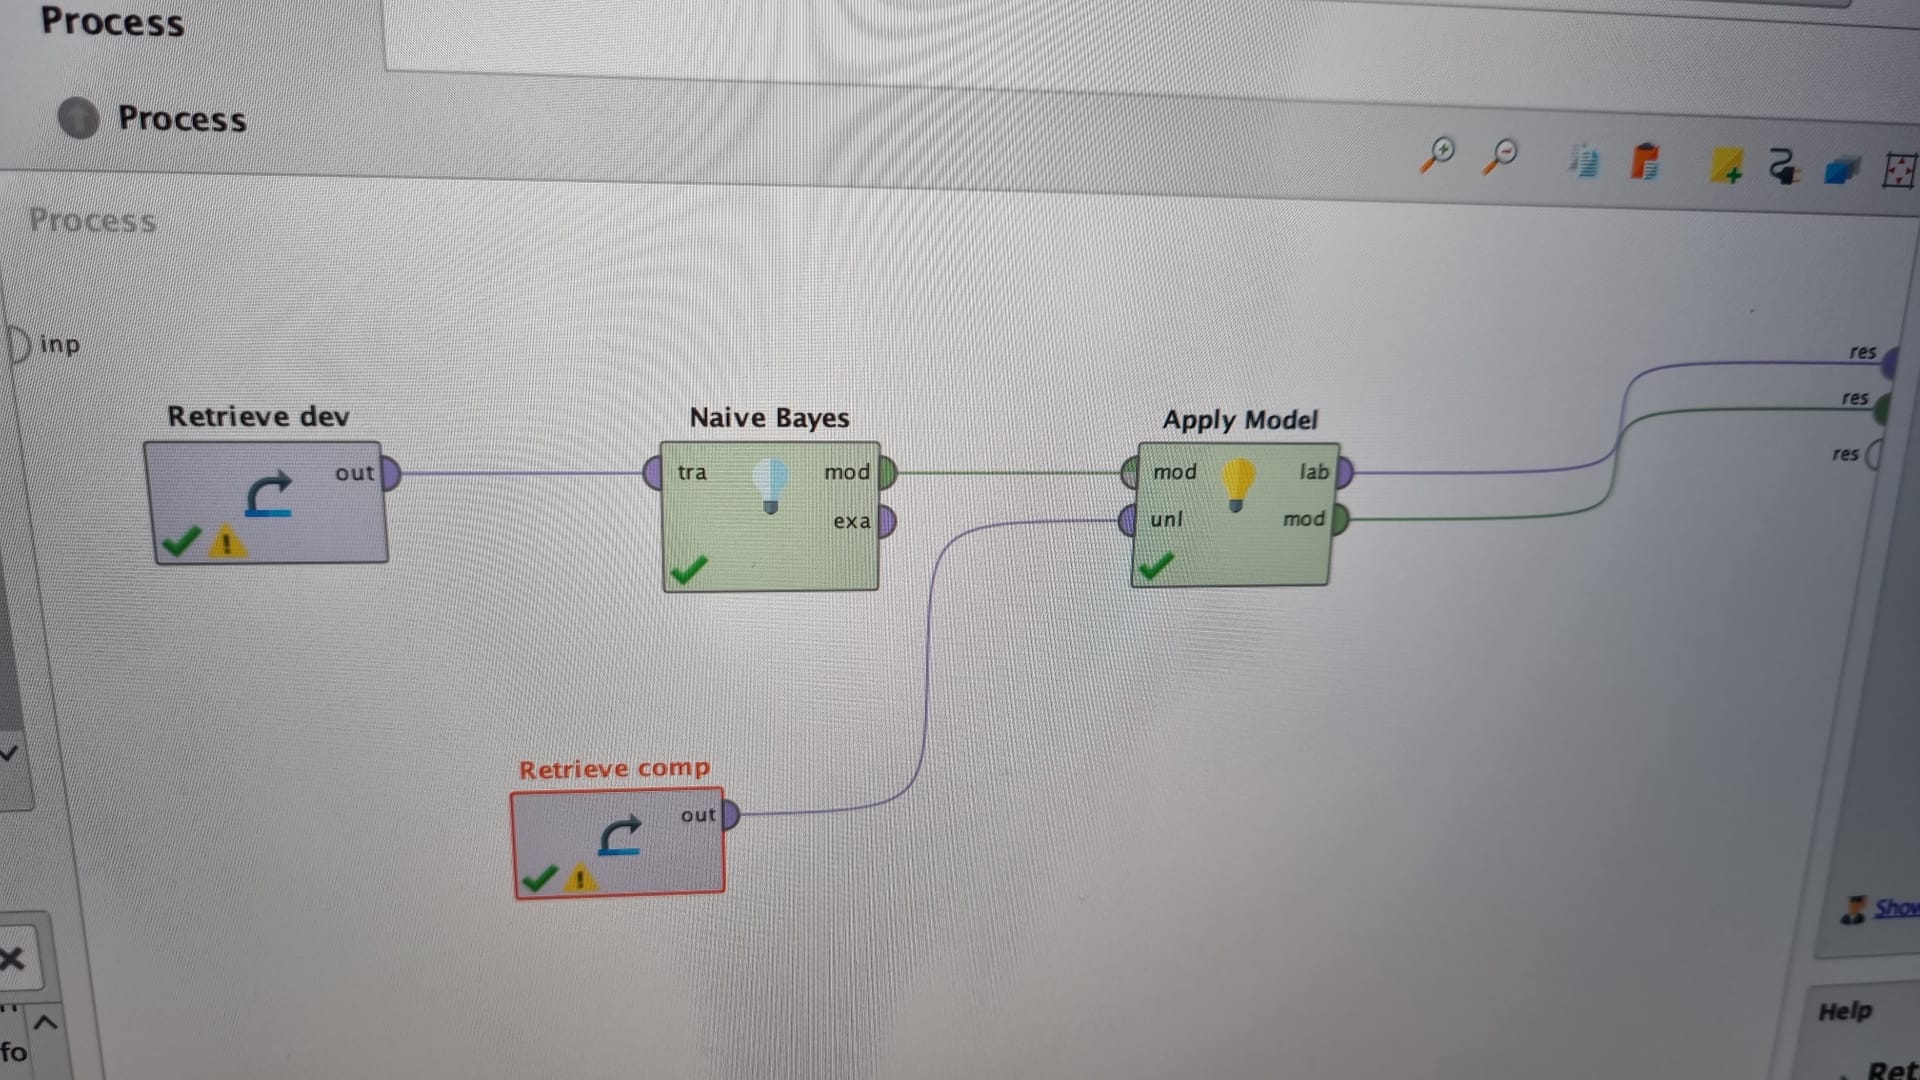 Process
Process
Process
inp
res
res
res
Retrieve dev
out
Naive Bayes
tra
mod
exa
Apply Model
mod
lab
unl
mod
Retrieve comp
out
Show
Help
Ret
fo